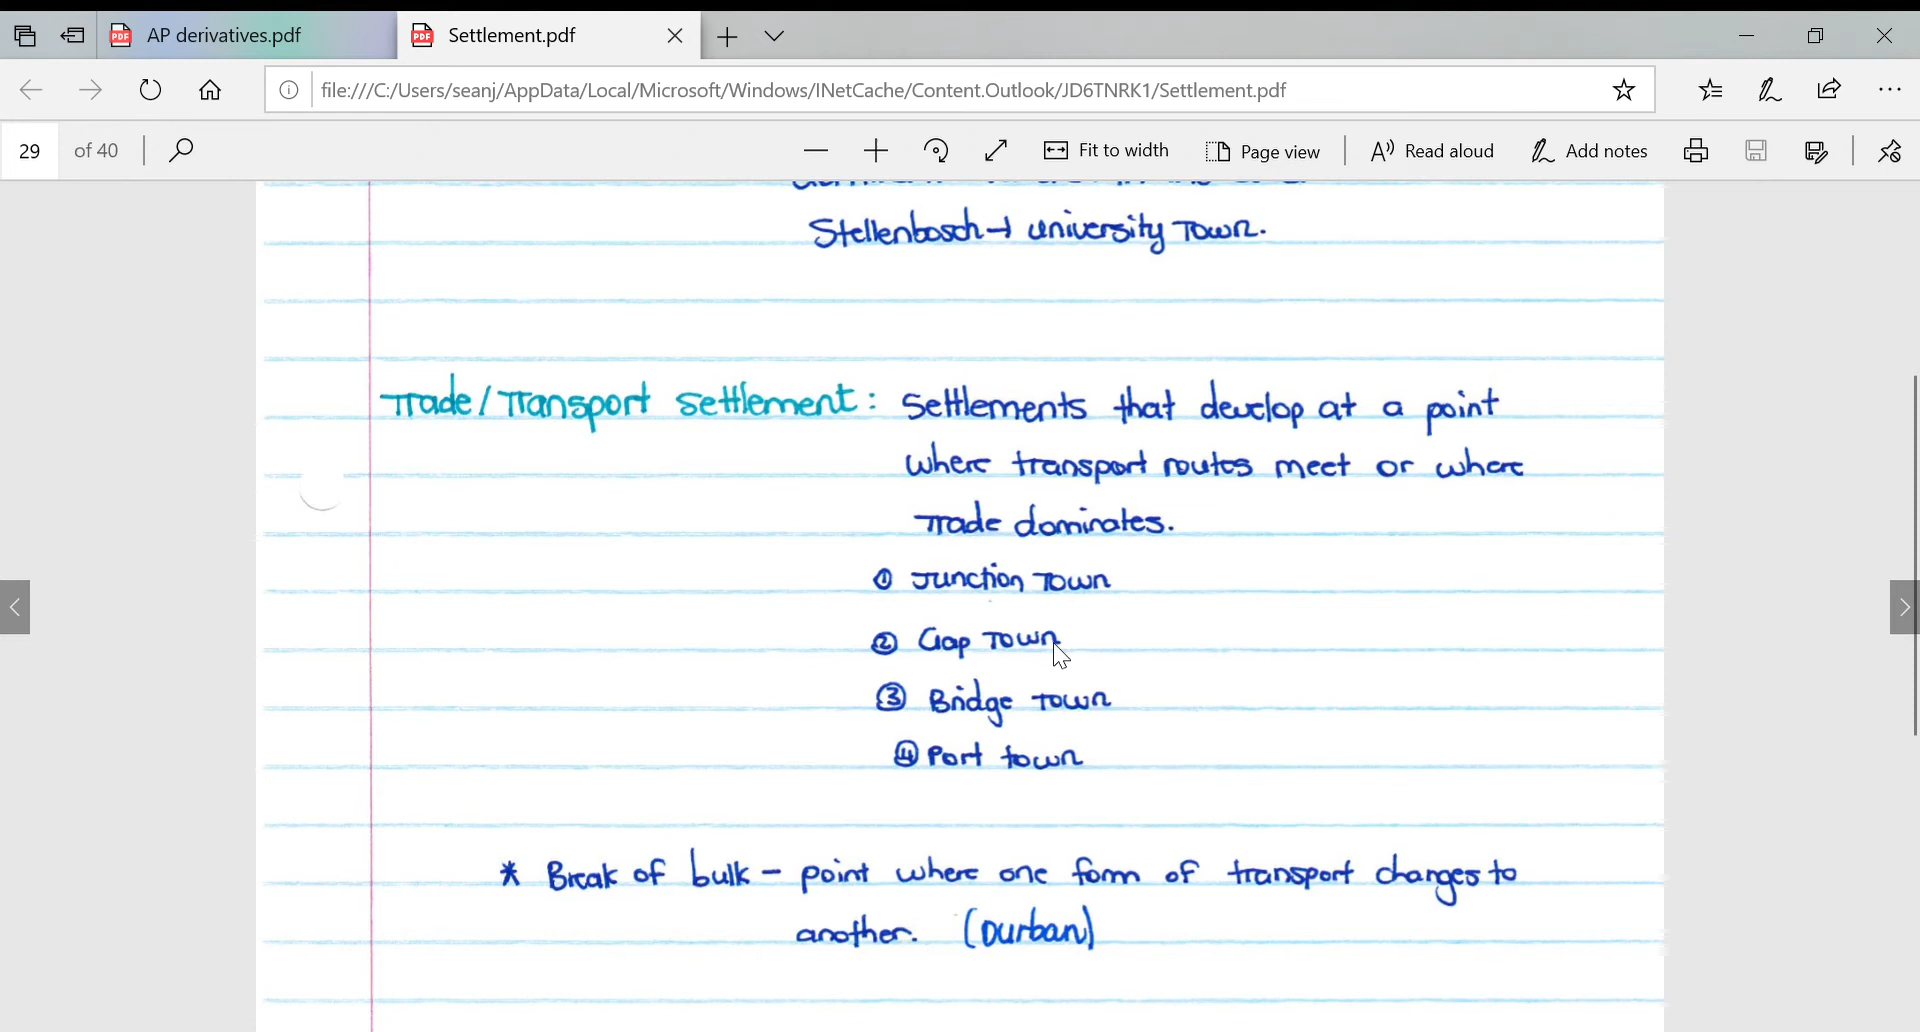 AP derivatives.pdf
Settlement.pdf
file:///C:/Users/seanj/AppData/Local/Microsoft/Windows/INetCache/Content.Outlook/JD6TNRK1/Settlement.pdf
29 of 40
Fit to width
Page view
Read aloud
Add notes
Stellenbosch → university Town.
Trade/Transport settlement: Settlements that develop at a point
where transport routes meet or where
Trade dominates.
① Junction Town
② Gap Town
③ Bridge Town
④ Port town
* Break of bulk - point where one form of transport changes to
another. (Durban)